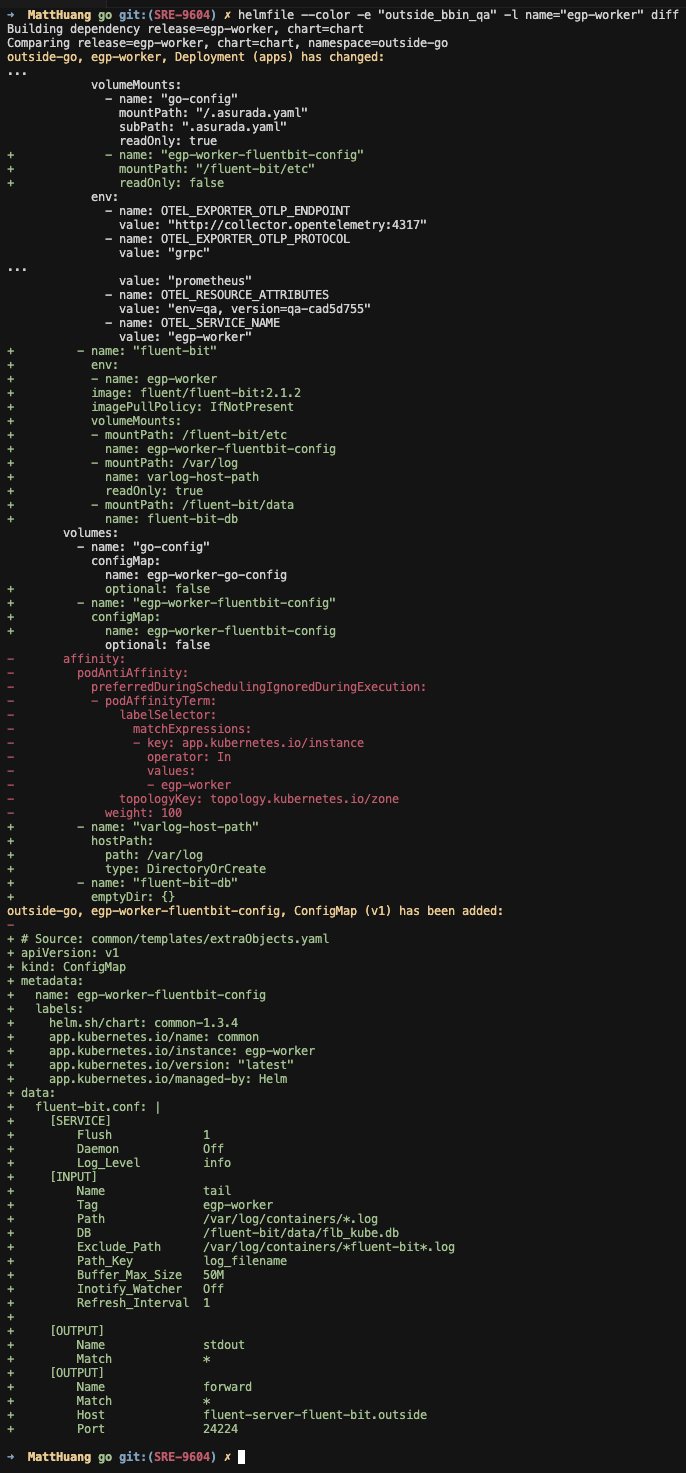 ➜  MattHuang go git:(SRE-9604) ✗ helmfile --color -e "outside_bbin_qa" -l name="egp-worker" diff
Building dependency release=egp-worker, chart=chart
Comparing release=egp-worker, chart=chart, namespace=outside-go
outside-go, egp-worker, Deployment (apps) has changed:
...
            volumeMounts:
              - name: "go-config"
                mountPath: "/.asurada.yaml"
                subPath: ".asurada.yaml"
                readOnly: true
+             - name: "egp-worker-fluentbit-config"
+               mountPath: "/fluent-bit/etc"
+               readOnly: false
            env:
              - name: OTEL_EXPORTER_OTLP_ENDPOINT
                value: "http://collector.opentelemetry:4317"
              - name: OTEL_EXPORTER_OTLP_PROTOCOL
                value: "grpc"
...
                value: "prometheus"
              - name: OTEL_RESOURCE_ATTRIBUTES
                value: "env=qa, version=qa-cad5d755"
              - name: OTEL_SERVICE_NAME
                value: "egp-worker"
+         - name: "fluent-bit"
+           env:
+           - name: egp-worker
+           image: fluent/fluent-bit:2.1.2
+           imagePullPolicy: IfNotPresent
+           volumeMounts:
+           - mountPath: /fluent-bit/etc
+             name: egp-worker-fluentbit-config
+           - mountPath: /var/log
+             name: varlog-host-path
+             readOnly: true
+           - mountPath: /fluent-bit/data
+             name: fluent-bit-db
        volumes:
          - name: "go-config"
            configMap:
              name: egp-worker-go-config
+             optional: false
+         - name: "egp-worker-fluentbit-config"
+           configMap:
+             name: egp-worker-fluentbit-config
              optional: false
-       affinity:
-         podAntiAffinity:
-           preferredDuringSchedulingIgnoredDuringExecution:
-           - podAffinityTerm:
-               labelSelector:
-                 matchExpressions:
-                 - key: app.kubernetes.io/instance
-                   operator: In
-                   values:
-                   - egp-worker
-               topologyKey: topology.kubernetes.io/zone
-             weight: 100
+         - name: "varlog-host-path"
+           hostPath:
+             path: /var/log
+             type: DirectoryOrCreate
+         - name: "fluent-bit-db"
+           emptyDir: {}
outside-go, egp-worker-fluentbit-config, ConfigMap (v1) has been added:
-
+ # Source: common/templates/extraObjects.yaml
+ apiVersion: v1
+ kind: ConfigMap
+ metadata:
+   name: egp-worker-fluentbit-config
+   labels:
+     helm.sh/chart: common-1.3.4
+     app.kubernetes.io/name: common
+     app.kubernetes.io/instance: egp-worker
+     app.kubernetes.io/version: "latest"
+     app.kubernetes.io/managed-by: Helm
+ data:
+   fluent-bit.conf: |
+     [SERVICE]
+         Flush             1
+         Daemon            Off
+         Log_Level         info
+     [INPUT]
+         Name              tail
+         Tag               egp-worker
+         Path              /var/log/containers/*.log
+         DB                /fluent-bit/data/flb_kube.db
+         Exclude_Path      /var/log/containers/*fluent-bit*.log
+         Path_Key          log_filename
+         Buffer_Max_Size   50M
+         Inotify_Watcher   Off
+         Refresh_Interval  1
+
+     [OUTPUT]
+         Name              stdout
+         Match             *
+     [OUTPUT]
+         Name              forward
+         Match             *
+         Host              fluent-server-fluent-bit.outside
+         Port              24224
➜  MattHuang go git:(SRE-9604) ✗